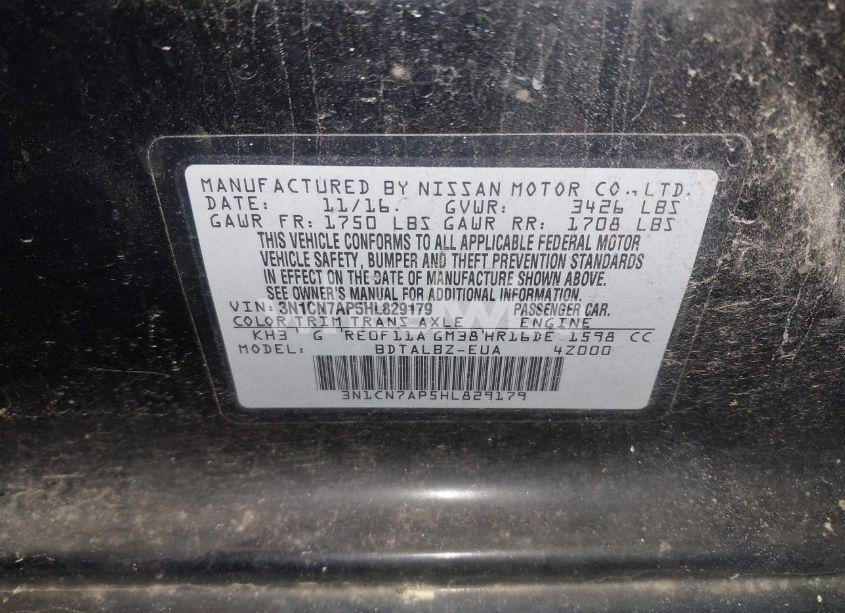 MANUFACTURED BY NISSAN MOTOR CO., LTD.
DATE: 11/16. GVWR: 3426 LBS
GAWR FR: 1750 LBS GAWR RR: 1708 LBS
THIS VEHICLE CONFORMS TO ALL APPLICABLE FEDERAL MOTOR
VEHICLE SAFETY, BUMPER AND THEFT PREVENTION STANDARDS
IN EFFECT ON THE DATE OF MANUFACTURE SHOWN ABOVE.
SEE OWNER'S MANUAL FOR ADDITIONAL INFORMATION.
VIN: 3N1CN7AP5HL829179 PASSENGER CAR.
COLOR TRIM TRANS AXLE ENGINE
KH3 G RE0F11A GM38 HR16DE 1598 CC
MODEL: BDTALBZ-EUA 4Z000
3N1CN7AP5HL829179